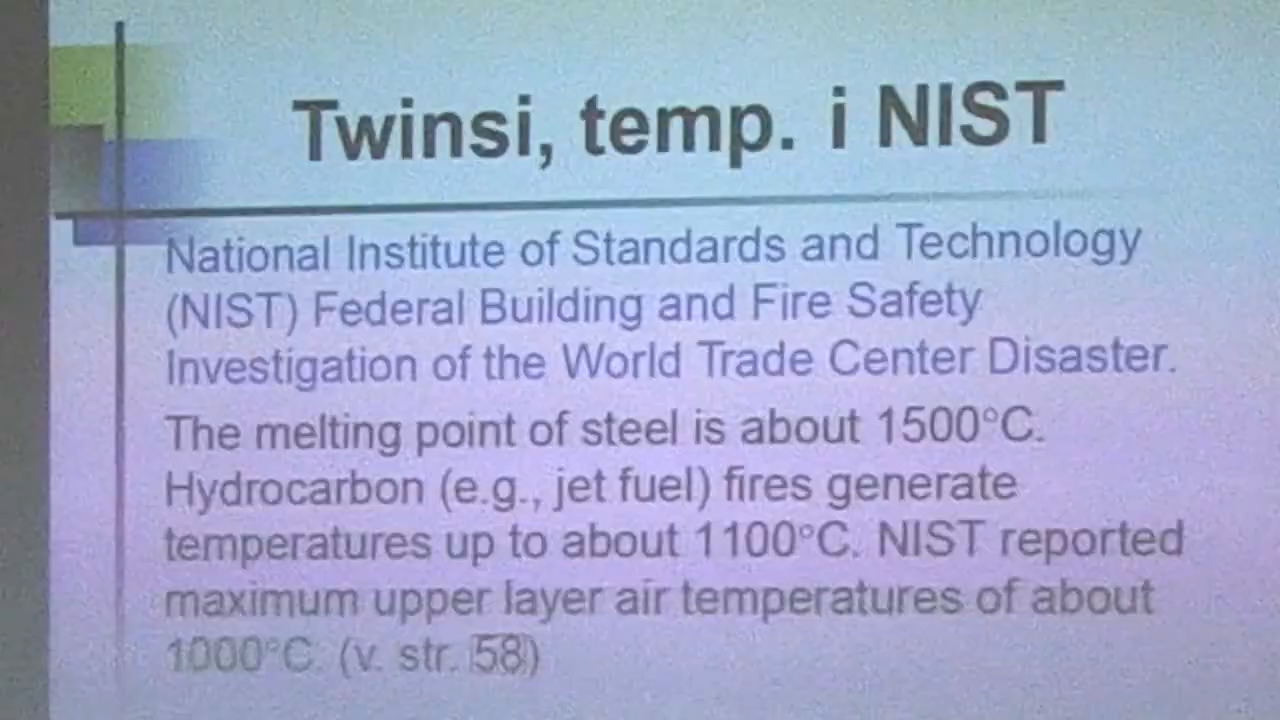 Twinsi, temp. i NIST
National Institute of Standards and Technology
(NIST) Federal Building and Fire Safety
Investigation of the World Trade Center Disaster.
The melting point of steel is about 1500°C.
Hydrocarbon (e.g., jet fuel) fires generate
temperatures up to about 1100°C. NIST reported
maximum upper layer air temperatures of about
1000°C. (v. str. 58)